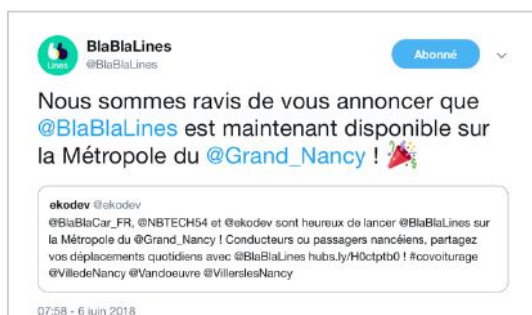 BlaBlaLines
@BlaBlaLines
Lines
Abonné
Nous sommes ravis de vous annoncer que
@BlaBlaLines est maintenant disponible sur
la Métropole du @Grand_Nancy ! 🎉
ekodev @ekodev
@BlaBlaCar_FR, @NBTECH54 et @ekodev sont heureux de lancer @BlaBlaLines sur
la Métropole du @Grand_Nancy ! Conducteurs ou passagers nancéiens, partagez
vos déplacements quotidiens avec @BlaBlaLines hubs.ly/H0ctptb0 ! #covoiturage
@VilledeNancy @Vandoeuvre @VillerslesNancy
07:58 - 6 juin 2018